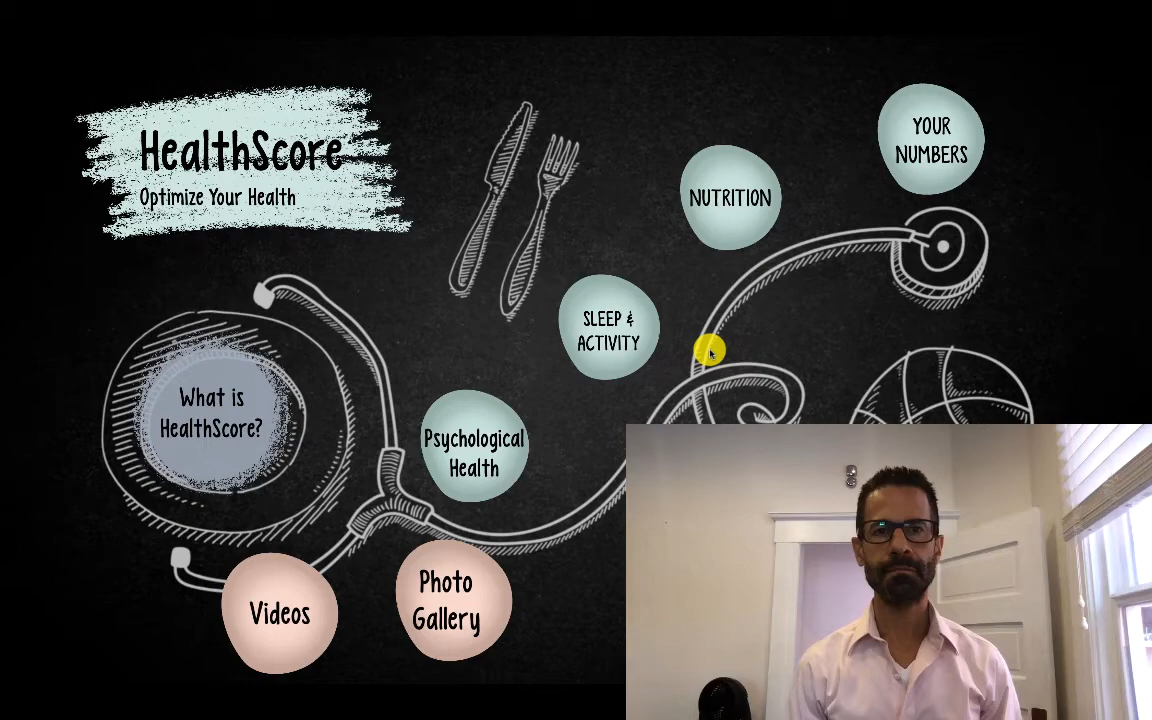 HealthScore
Optimize Your Health
YOUR
NUMBERS
NUTRITION
SLEEP &
ACTIVITY
What is
HealthScore?
Psychological
Health
Photo
Gallery
Videos